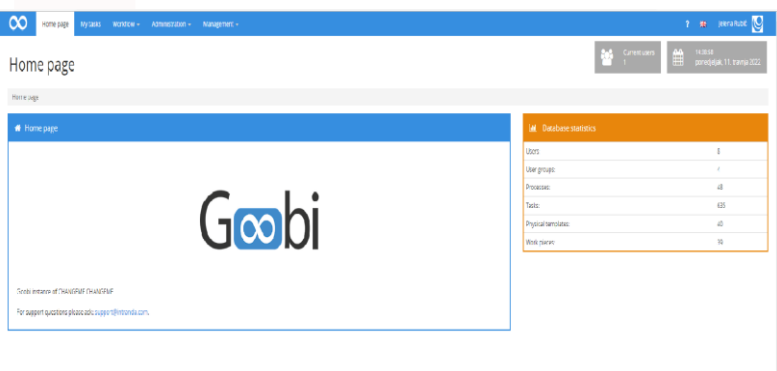 Home page My tasks Workflow Administration Management
?
Home page
Current users
1
ponedjeljak, 11. travnja 2022.
Home page
Home page
Goobi
Goobi instance of CHANGEME CHANGEME
For support questions please ask: support@intranda.com.
Database statistics
Users: 8
User groups:
Processes: 48
Tasks: 635
Physical templates: 40
Work pieces: